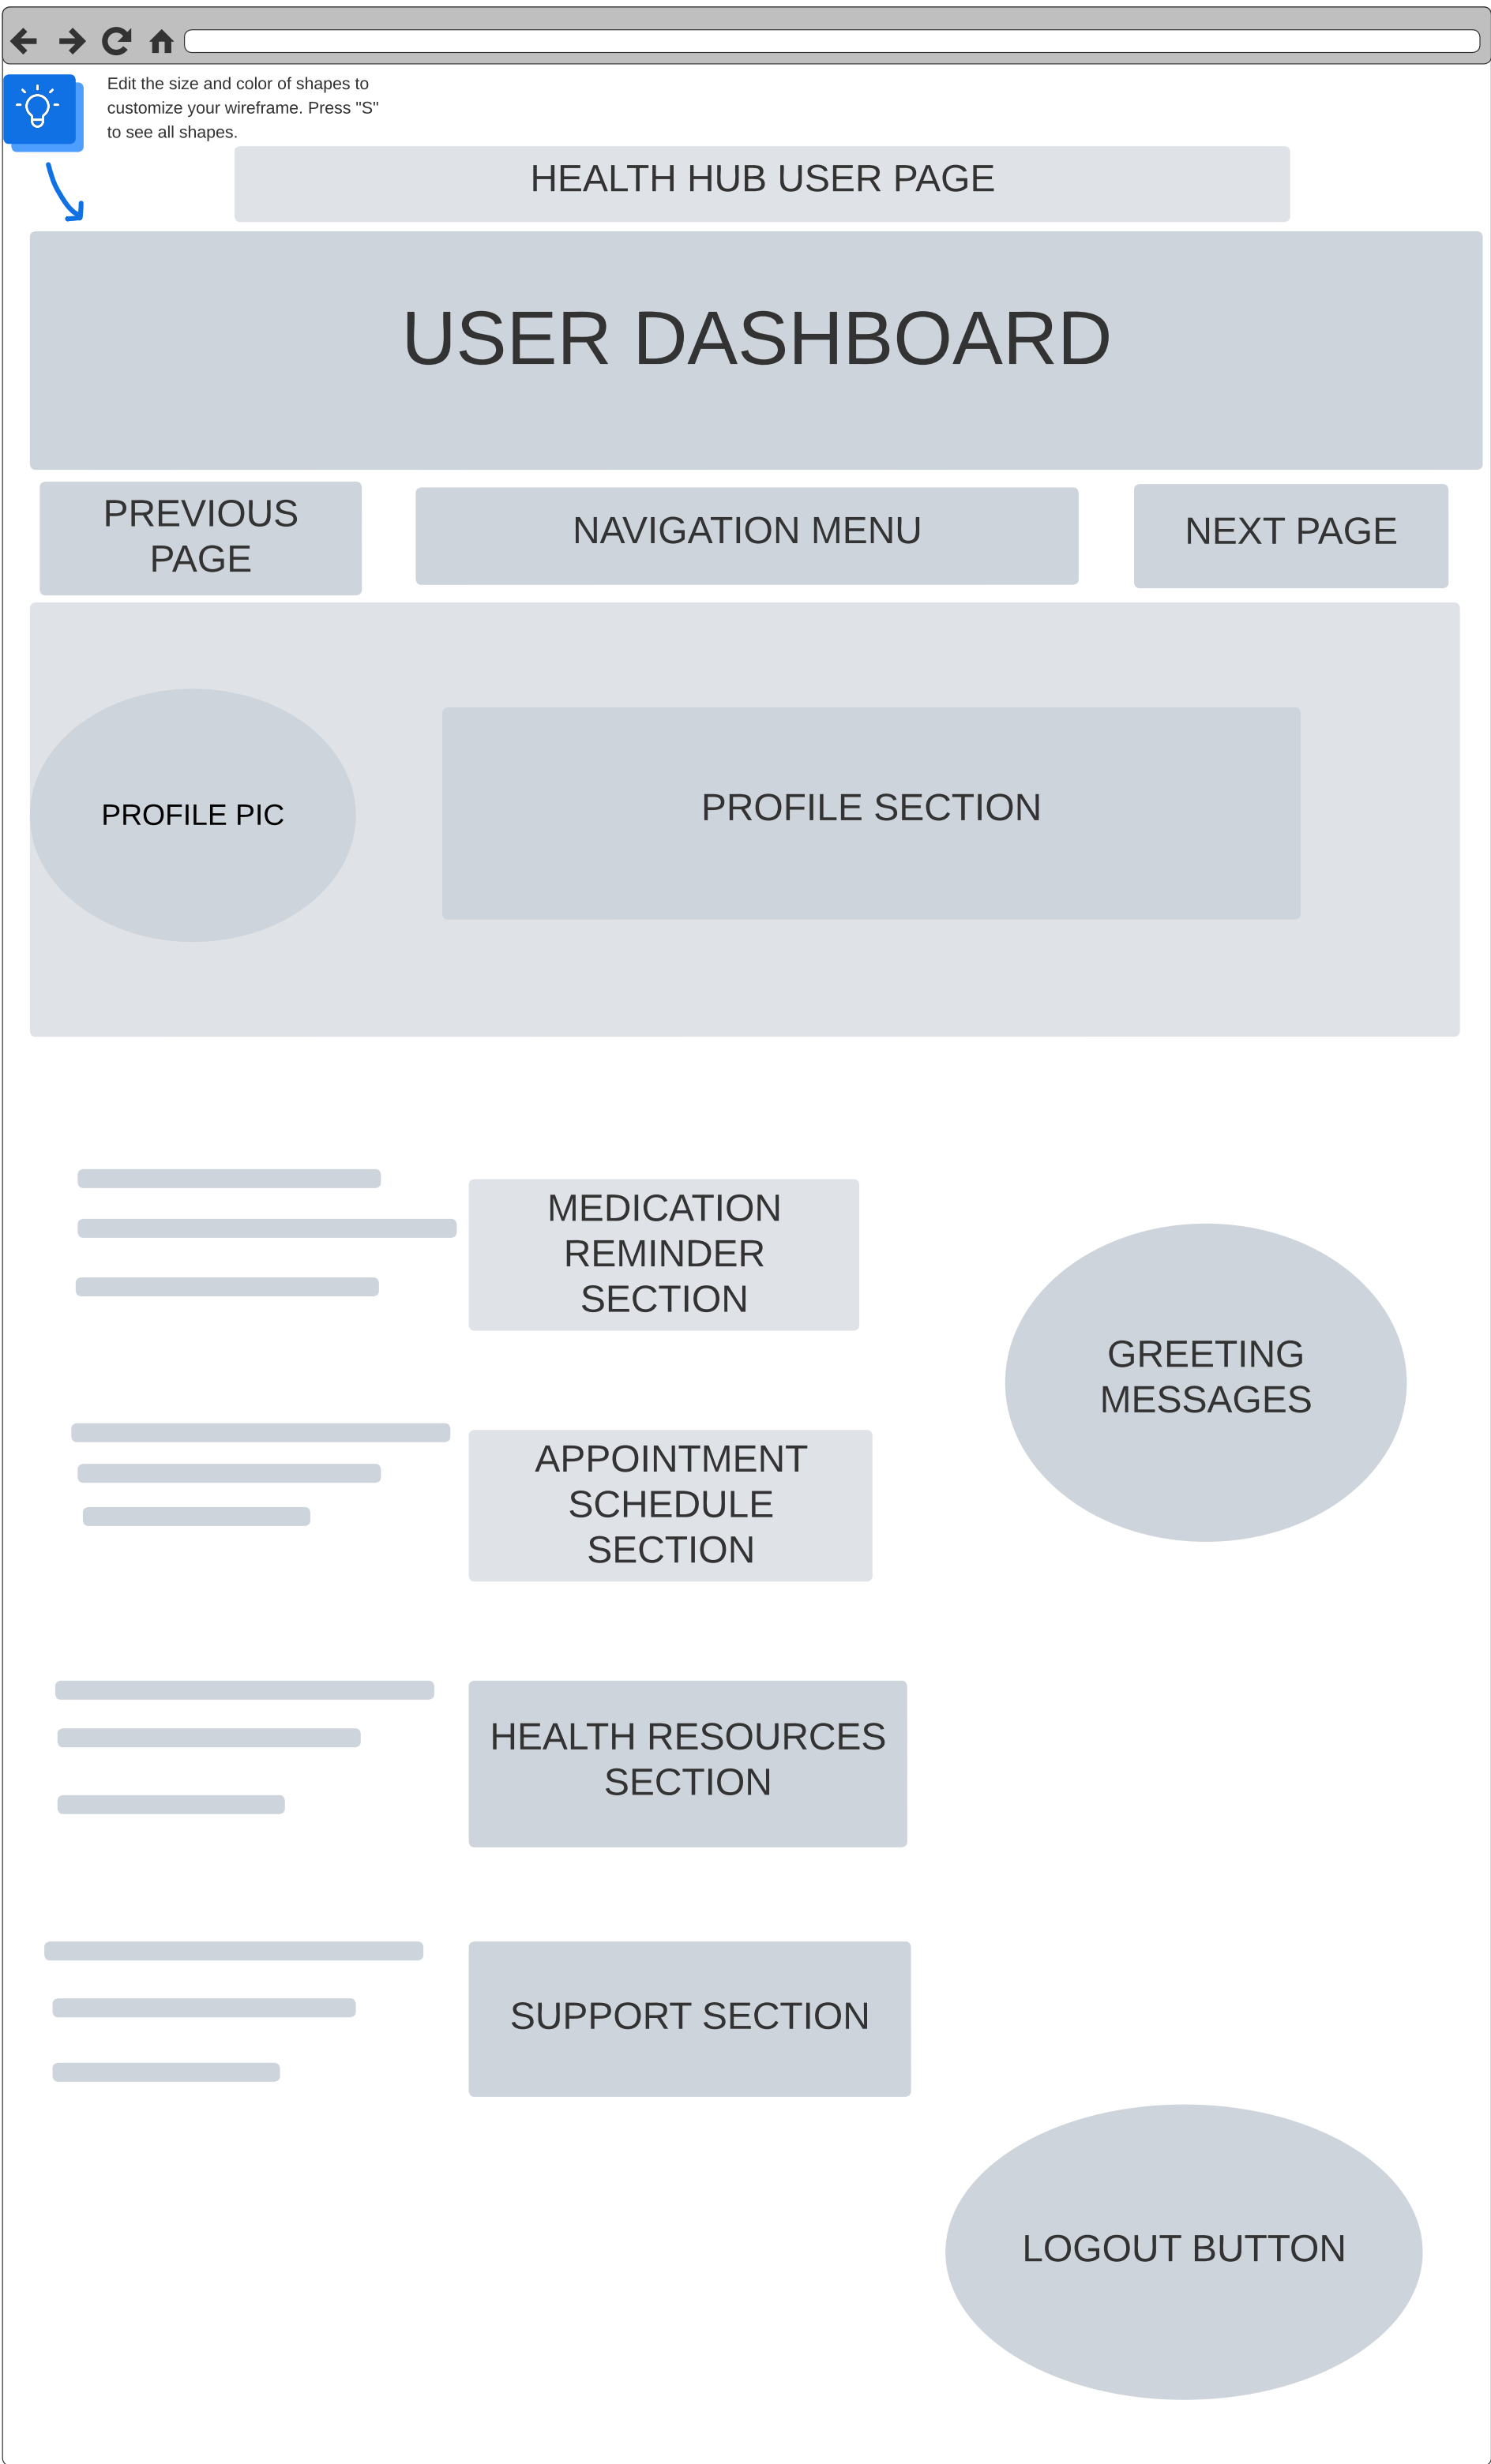 Edit the size and color of shapes to
customize your wireframe. Press "S"
to see all shapes.
HEALTH HUB USER PAGE
USER DASHBOARD
PREVIOUS
PAGE
NAVIGATION MENU
NEXT PAGE
PROFILE PIC
PROFILE SECTION
MEDICATION
REMINDER
SECTION
GREETING
MESSAGES
APPOINTMENT
SCHEDULE
SECTION
HEALTH RESOURCES
SECTION
SUPPORT SECTION
LOGOUT BUTTON